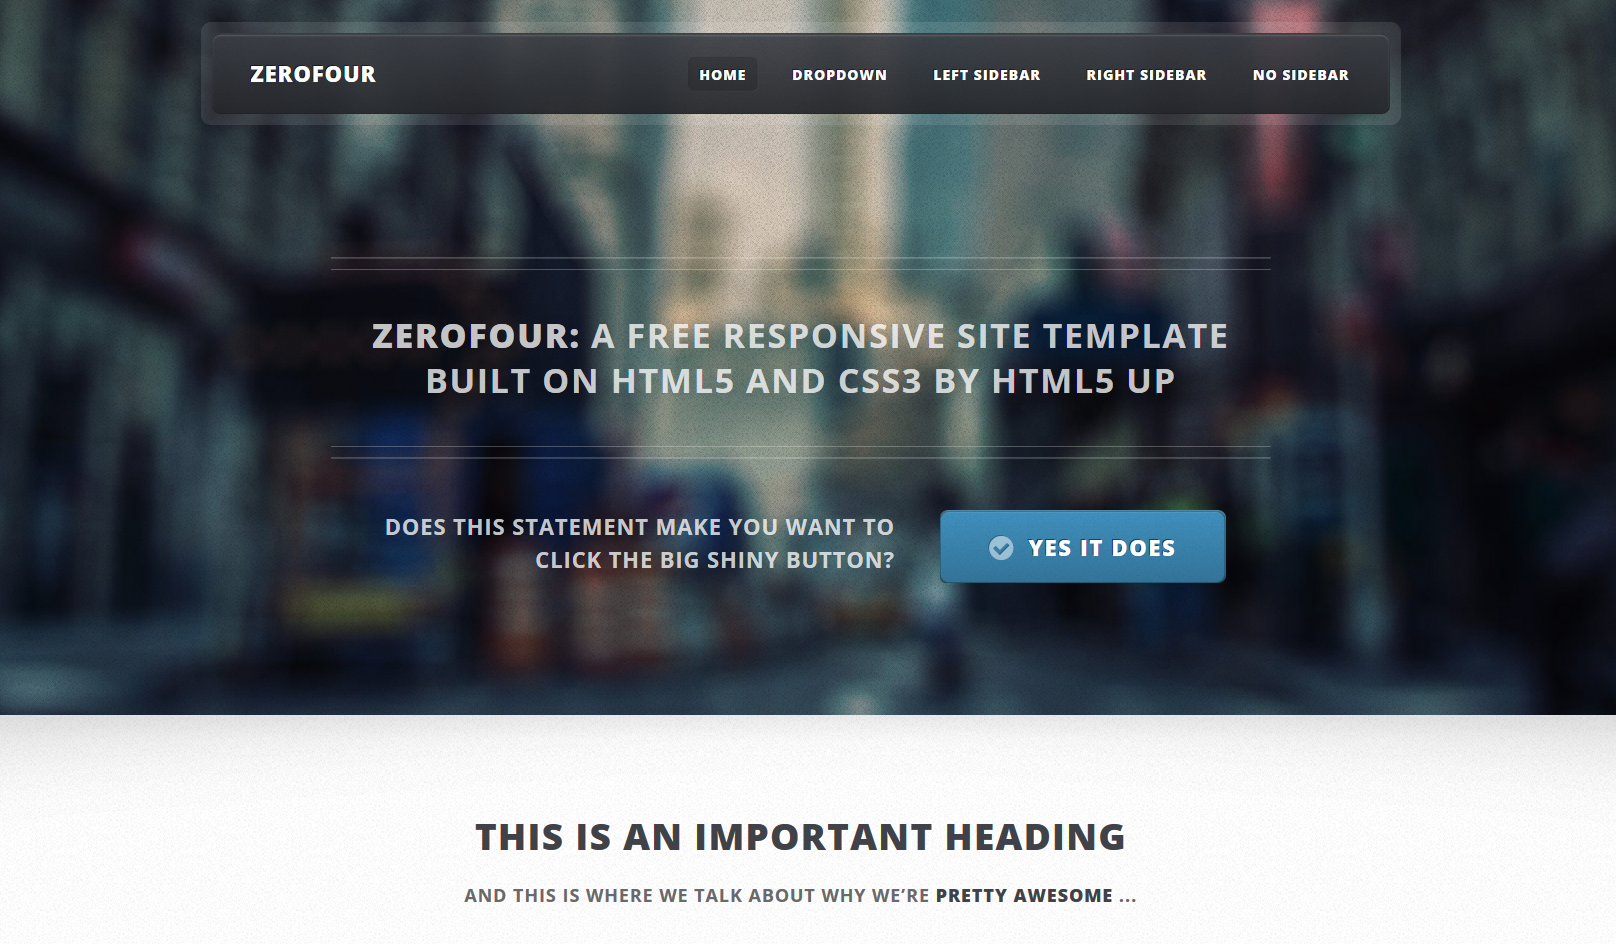 ZEROFOUR
HOME DROPDOWN LEFT SIDEBAR RIGHT SIDEBAR NO SIDEBAR
ZEROFOUR: A FREE RESPONSIVE SITE TEMPLATE
BUILT ON HTML5 AND CSS3 BY HTML5 UP
DOES THIS STATEMENT MAKE YOU WANT TO
CLICK THE BIG SHINY BUTTON?
YES IT DOES
THIS IS AN IMPORTANT HEADING
AND THIS IS WHERE WE TALK ABOUT WHY WE’RE PRETTY AWESOME ...